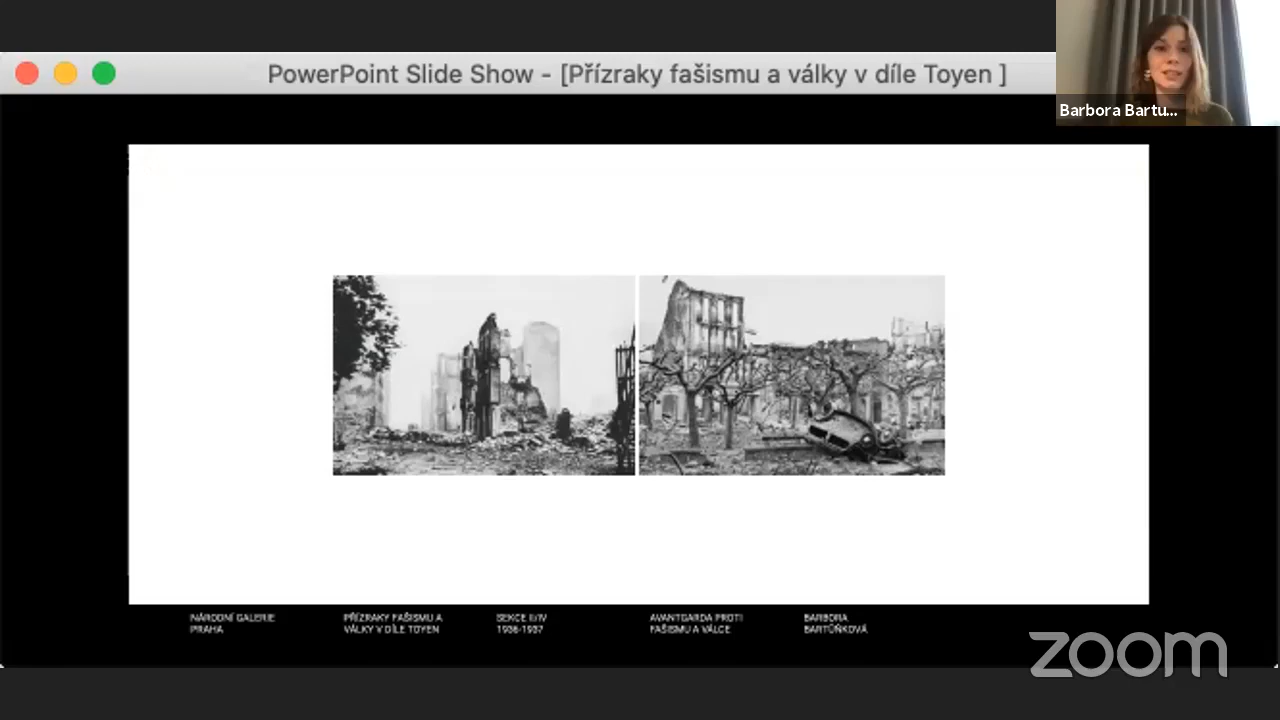 PowerPoint Slide Show - [Přízraky fašismu a války v díle Toyen ]
Barbora Bartu...
NÁRODNÍ GALERIE
PRAHA
PŘÍZRAKY FAŠISMU A
VÁLKY V DÍLE TOYEN
SEKCE II/IV
1936-1937
AVANTGARDA PROTI
FAŠISMU A VÁLCE
BARBORA
BARTŮŇKOVÁ
zoom